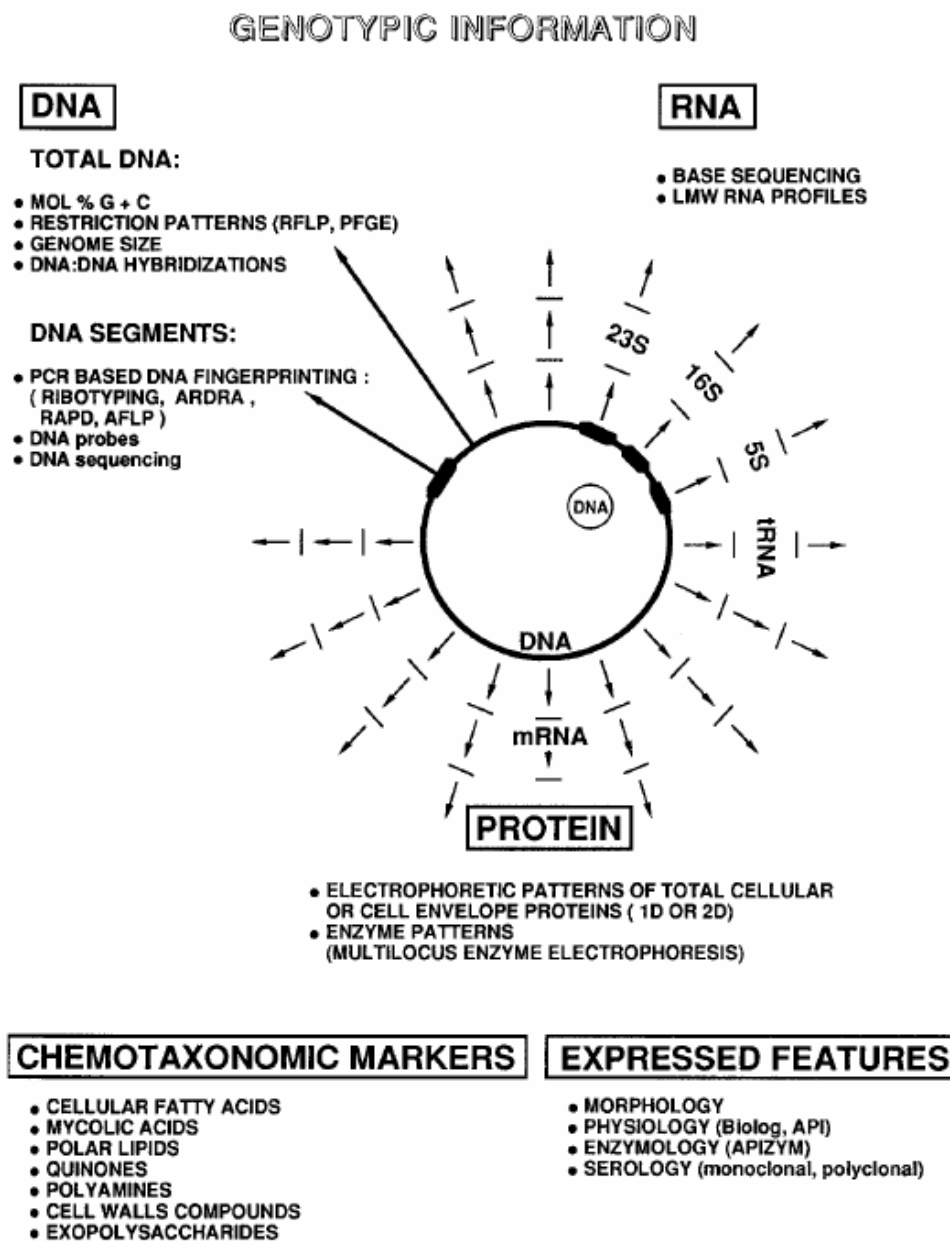 GENOTYPIC INFORMATION
DNA
TOTAL DNA:
• MOL % G + C
• RESTRICTION PATTERNS (RFLP, PFGE)
• GENOME SIZE
• DNA:DNA HYBRIDIZATIONS
DNA SEGMENTS:
• PCR BASED DNA FINGERPRINTING :
( RIBOTYPING, ARDRA ,
RAPD, AFLP )
• DNA probes
• DNA sequencing
RNA
• BASE SEQUENCING
• LMW RNA PROFILES
23S
16S
5S
tRNA
DNA
DNA
mRNA
PROTEIN
• ELECTROPHORETIC PATTERNS OF TOTAL CELLULAR
OR CELL ENVELOPE PROTEINS ( 1D OR 2D)
• ENZYME PATTERNS
(MULTILOCUS ENZYME ELECTROPHORESIS)
CHEMOTAXONOMIC MARKERS
• CELLULAR FATTY ACIDS
• MYCOLIC ACIDS
• POLAR LIPIDS
• QUINONES
• POLYAMINES
• CELL WALLS COMPOUNDS
• EXOPOLYSACCHARIDES
EXPRESSED FEATURES
• MORPHOLOGY
• PHYSIOLOGY (Biolog, API)
• ENZYMOLOGY (APIZYM)
• SEROLOGY (monoclonal, polyclonal)